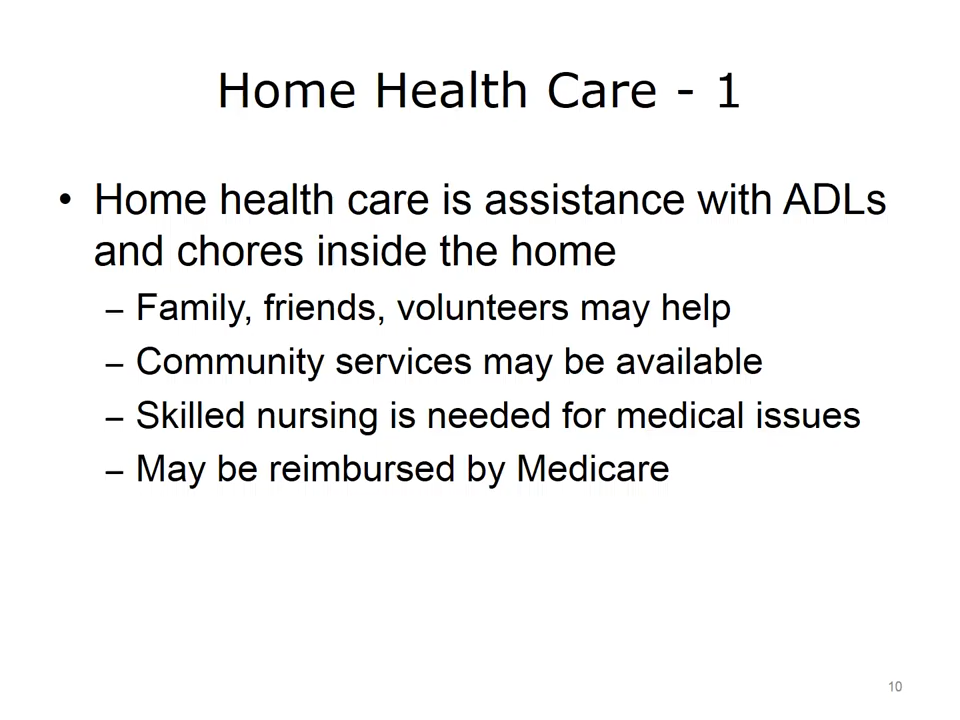 Home Health Care - 1
• Home health care is assistance with ADLs
and chores inside the home
– Family, friends, volunteers may help
– Community services may be available
– Skilled nursing is needed for medical issues
– May be reimbursed by Medicare
10